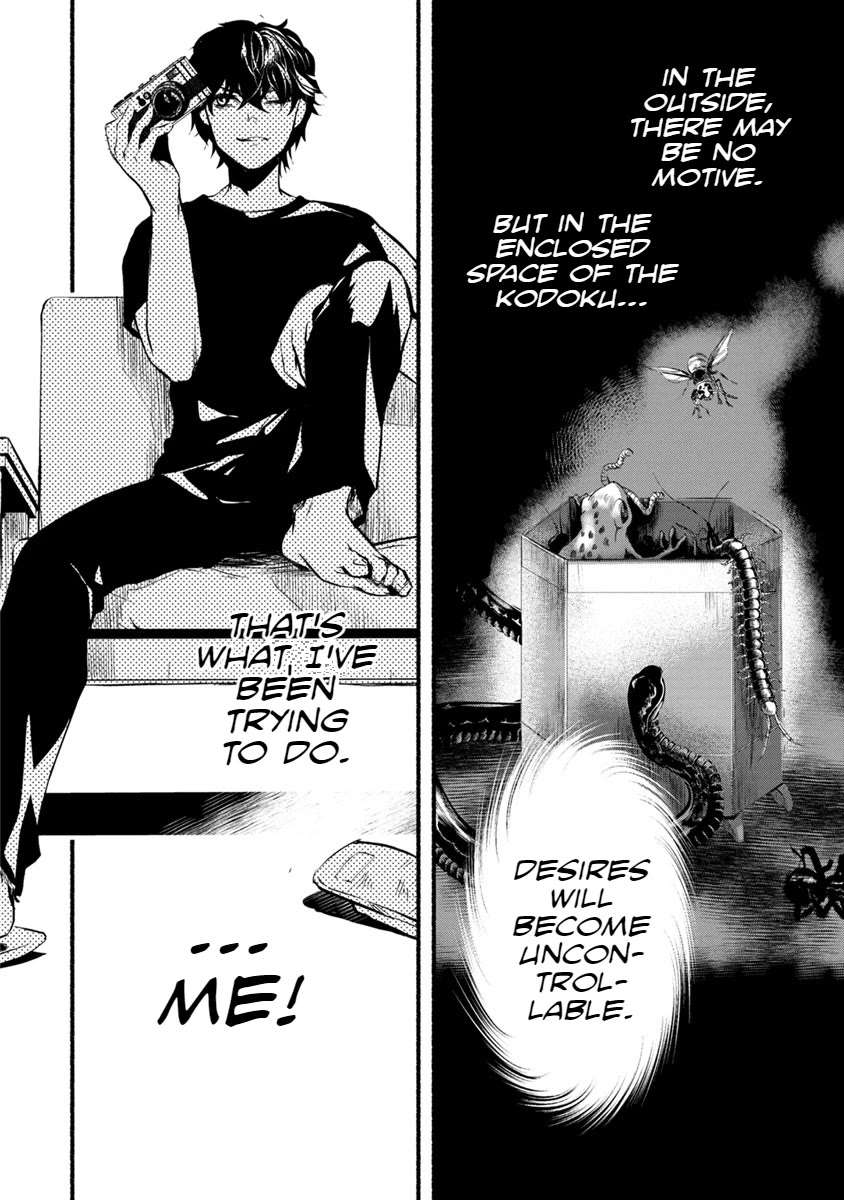 IN THE
OUTSIDE,
THERE MAY
BE NO
MOTIVE.
BUT IN THE
ENCLOSED
SPACE OF THE
KODOKU...
DESIRES
WILL
BECOME
UNCON-
TROL-
LABLE.
THAT'S
WHAT I'VE
BEEN
TRYING
TO DO.
...
ME!